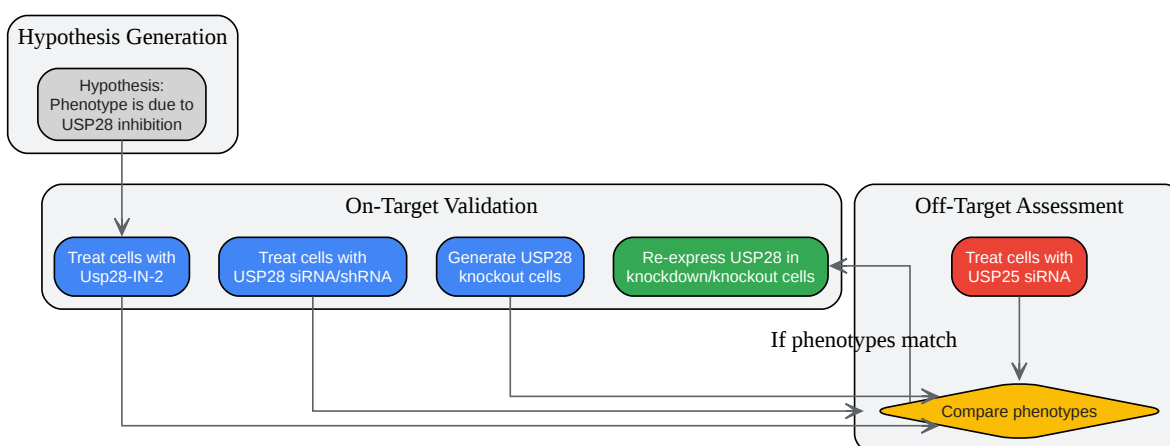 Hypothesis Generation
Hypothesis:
Phenotype is due to
USP28 inhibition
On-Target Validation
Treat cells with
Usp28-IN-2
Treat cells with
USP28 siRNA/shRNA
Generate USP28
knockout cells
Re-express USP28 in
knockdown/knockout cells
Off-Target Assessment
Treat cells with
USP25 siRNA
If phenotypes match
Compare phenotypes